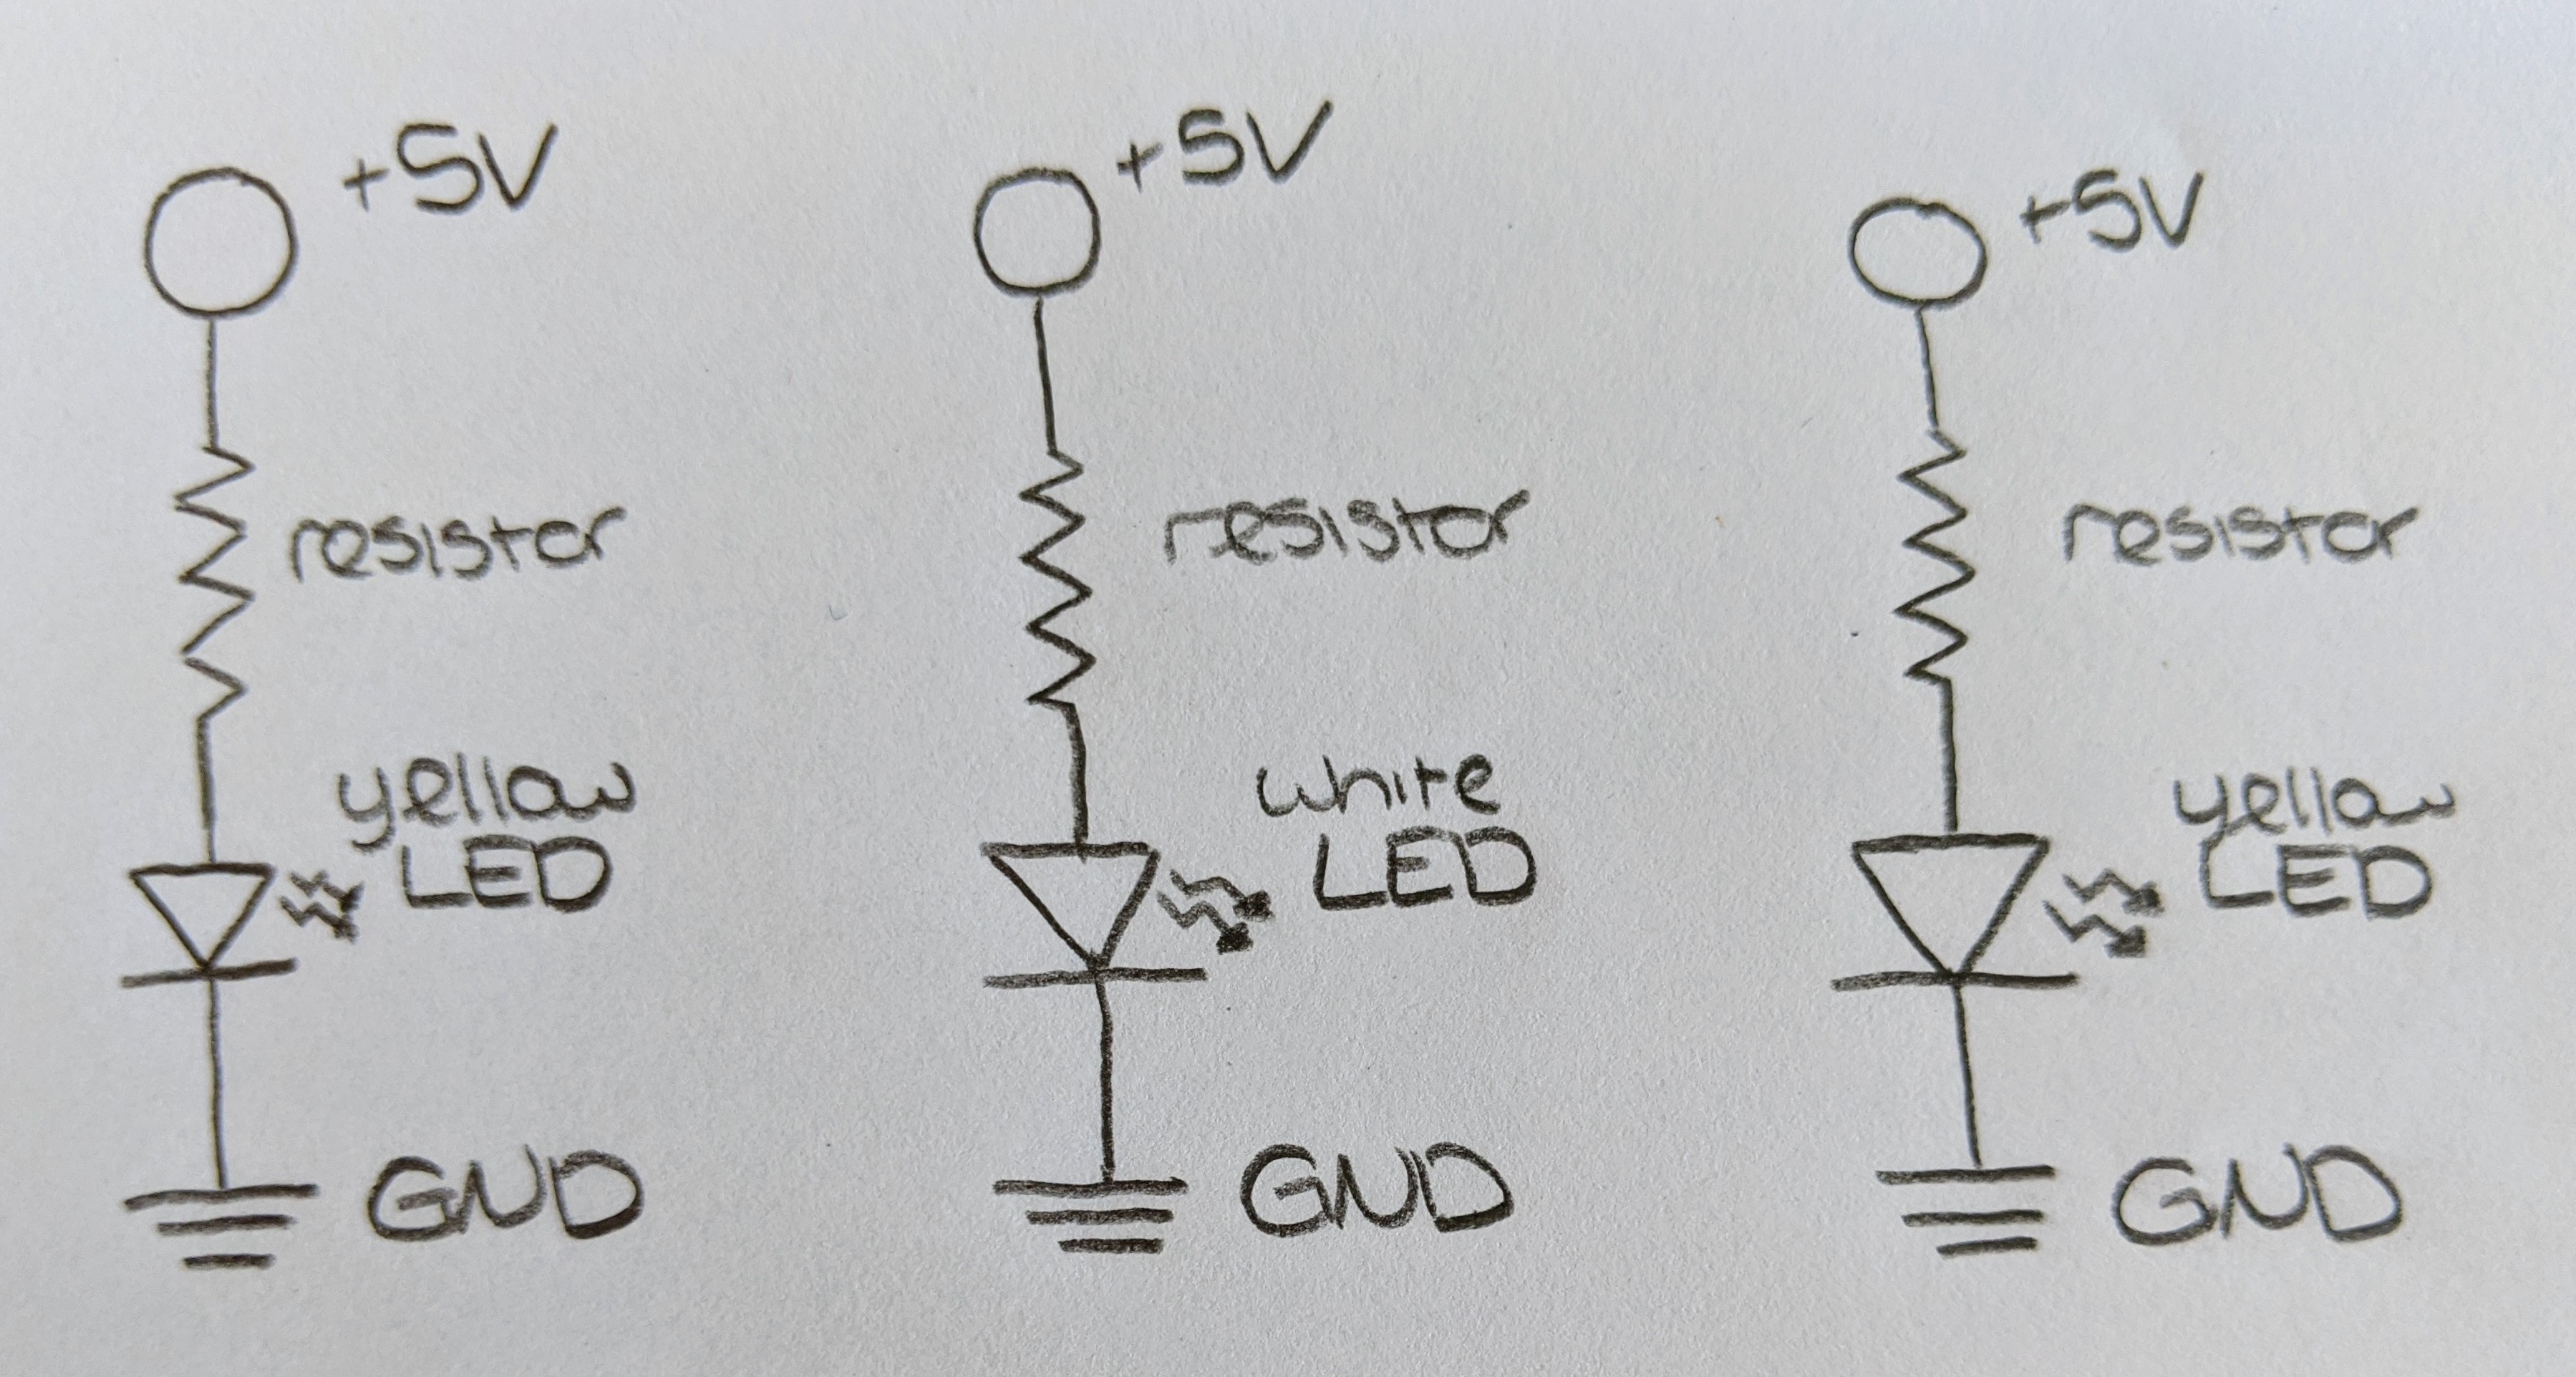 +5V
resistor
yellow
LED
GND
+5V
resistor
white
LED
GND
+5V
resistor
yellow
LED
GND